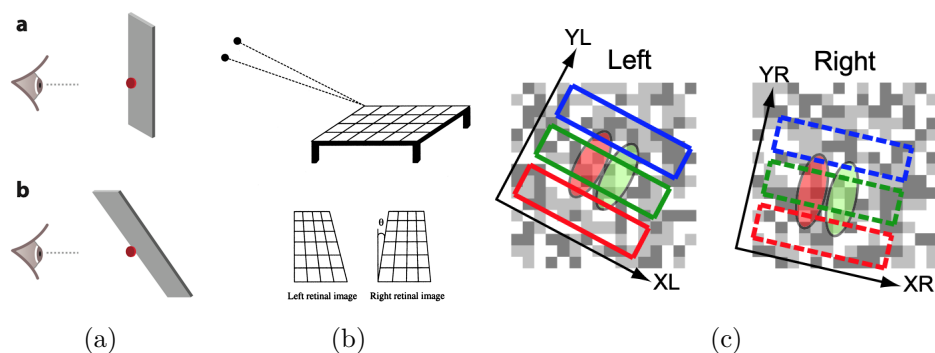 a
b
θ
Left retinal image
Right retinal image
YL
Left
XL
YR
Right
XR
(a)
(b)
(c)